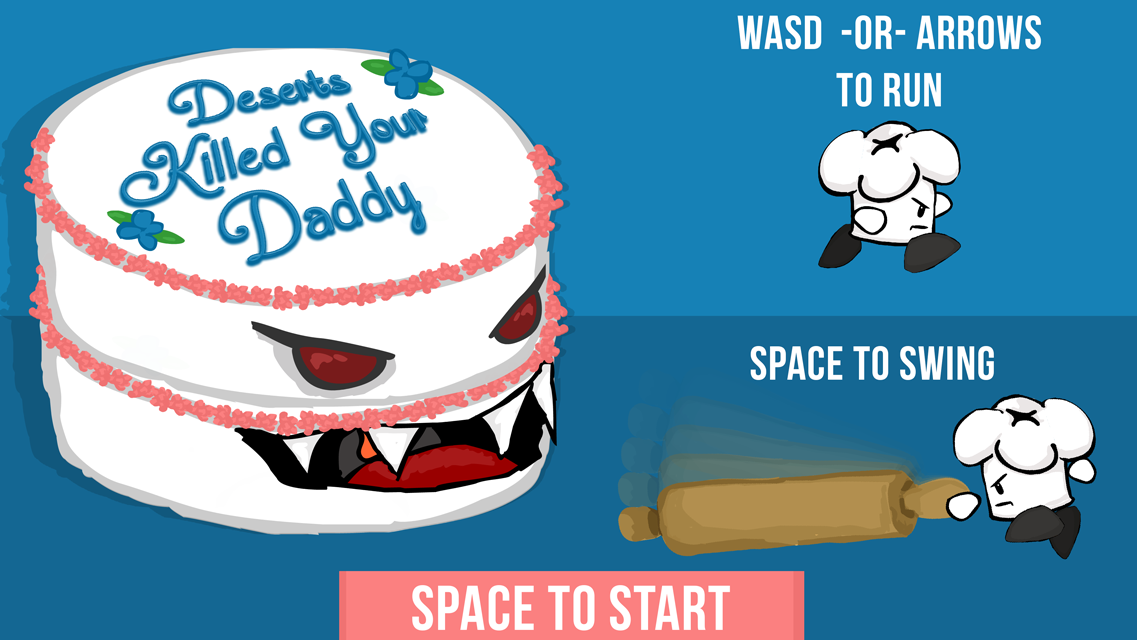 Deserts
Killed Your
Daddy
WASD -OR- ARROWS
TO RUN
SPACE TO SWING
SPACE TO START